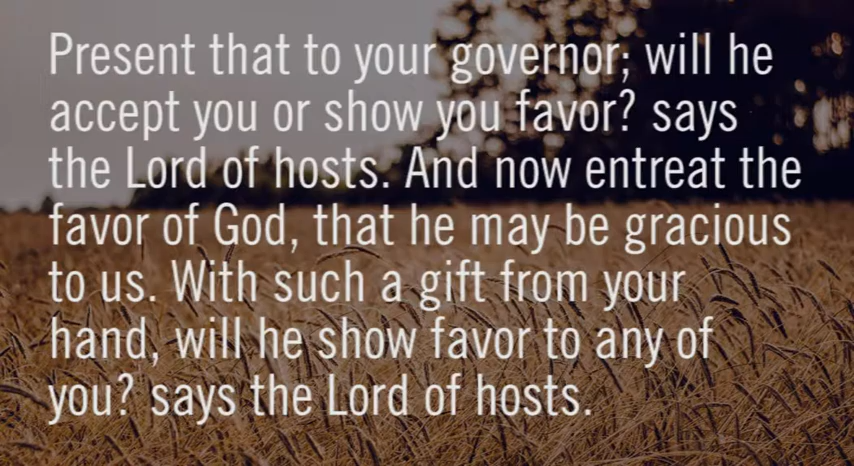 Present that to your governor; will he
accept you or show you favor? says
the Lord of hosts. And now entreat the
favor of God, that he may be gracious
to us. With such a gift from your
hand, will he show favor to any of
you? says the Lord of hosts.